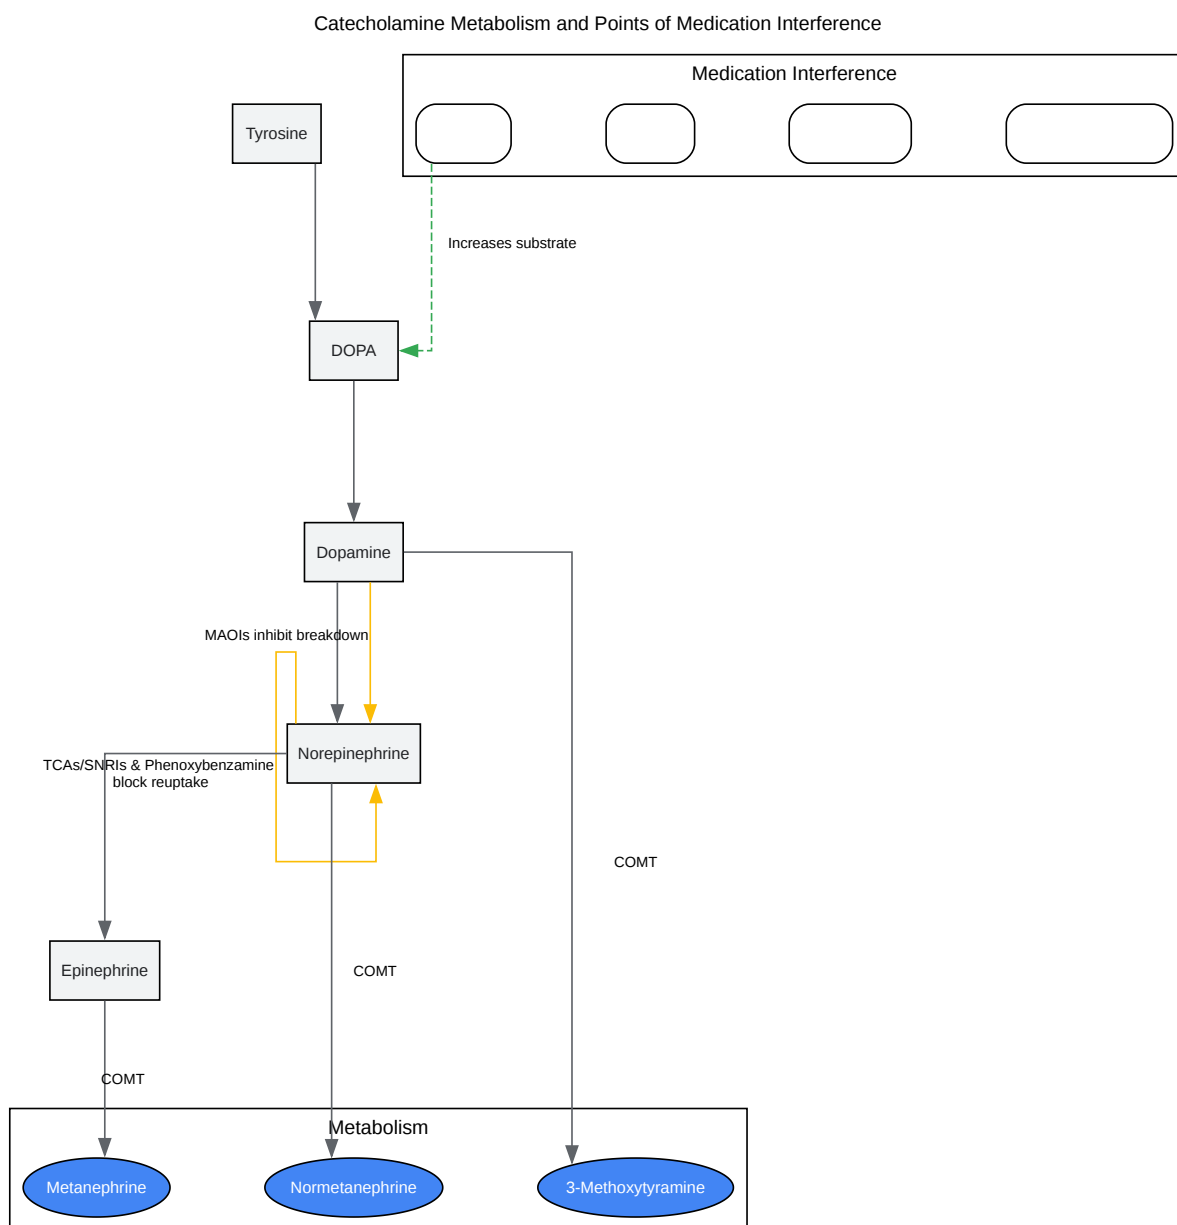 Catecholamine Metabolism and Points of Medication Interference
Medication Interference
Tyrosine
Increases substrate
DOPA
Dopamine
MAOIs inhibit breakdown
Norepinephrine
TCAs/SNRIs & Phenoxybenzamine
block reuptake
COMT
Epinephrine
COMT
COMT
Metabolism
Metanephrine
Normetanephrine
3-Methoxytyramine